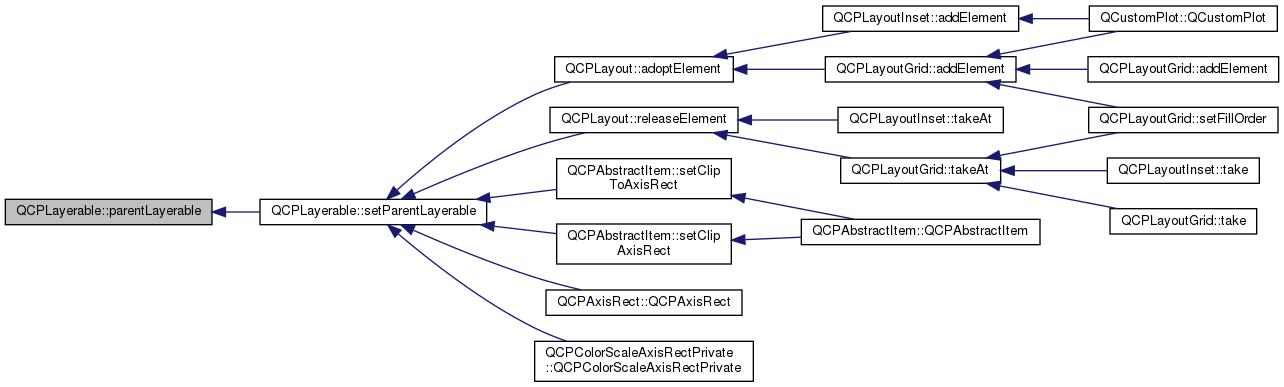 QCPLayerable::parentLayerable
QCPLayerable::setParentLayerable
QCPLayout::adoptElement
QCPLayout::releaseElement
QCPAbstractItem::setClip
ToAxisRect
QCPAbstractItem::setClip
AxisRect
QCPAxisRect::QCPAxisRect
QCPColorScaleAxisRectPrivate
::QCPColorScaleAxisRectPrivate
QCPLayoutInset::addElement
QCPLayoutGrid::addElement
QCPLayoutInset::takeAt
QCPLayoutGrid::takeAt
QCPAbstractItem::QCPAbstractItem
QCustomPlot::QCustomPlot
QCPLayoutGrid::addElement
QCPLayoutGrid::setFillOrder
QCPLayoutInset::take
QCPLayoutGrid::take